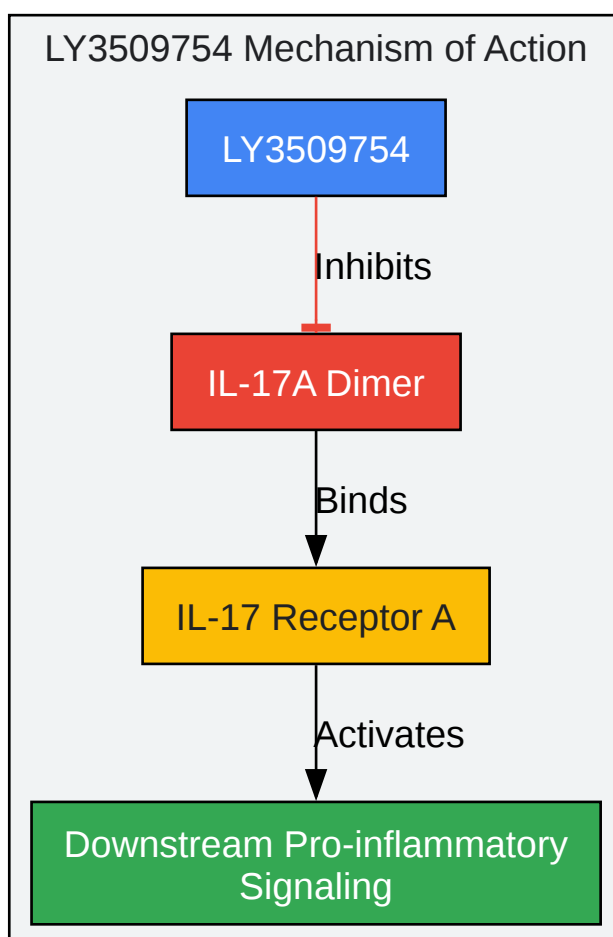 LY3509754 Mechanism of Action
LY3509754
Inhibits
IL-17A Dimer
Binds
IL-17 Receptor A
Activates
Downstream Pro-inflammatory
Signaling